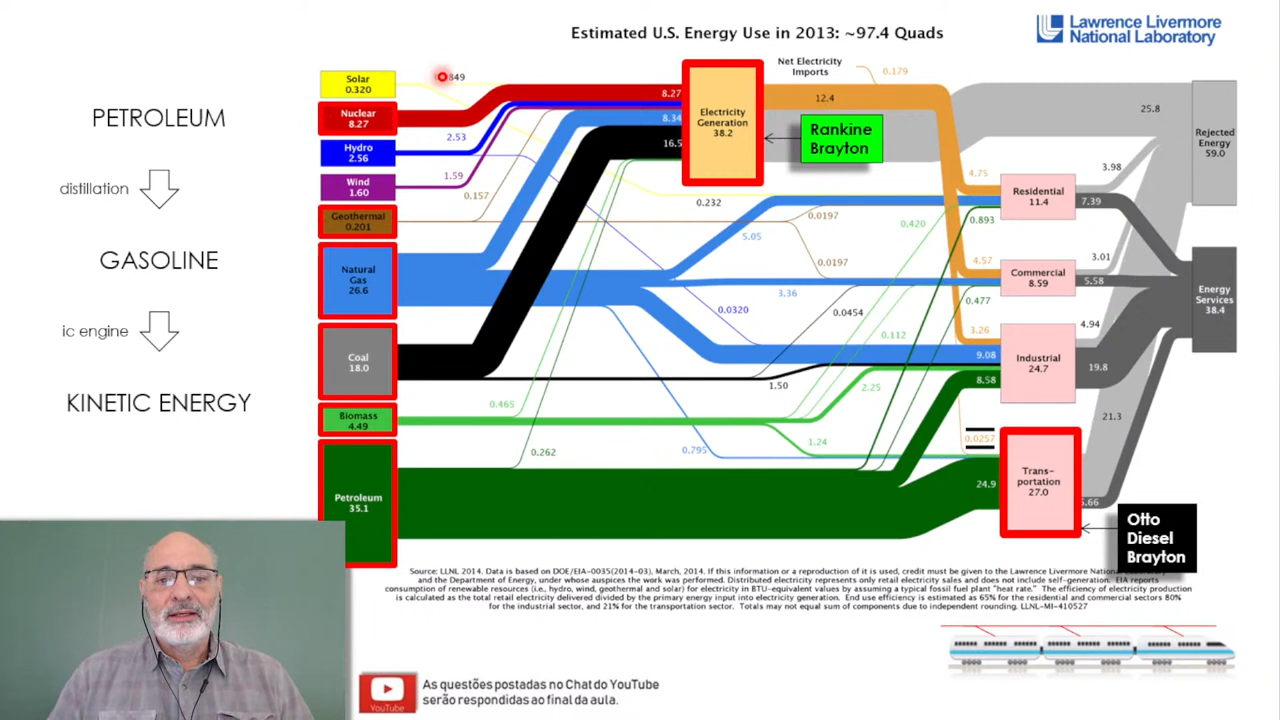 Estimated U.S. Energy Use in 2013: ~97.4 Quads
Lawrence Livermore
National Laboratory
PETROLEUM
distillation
GASOLINE
ic engine
KINETIC ENERGY
Solar
0.320
Nuclear
8.27
Hydro
2.56
Wind
1.60
Geothermal
0.201
Natural
Gas
26.6
Coal
18.0
Biomass
4.49
Petroleum
35.1
849
2.53
1.59
0.157
8.27
8.34
16.5
Electricity
Generation
38.2
Net Electricity
Imports
0.179
12.4
Rankine
Brayton
25.8
Rejected
Energy
59.0
0.232
0.0197
5.05
0.0197
3.36
0.0320
0.0454
0.420
0.893
4.75
Residential
11.4
3.98
7.39
4.57
Commercial
8.59
3.01
5.58
0.477
Energy
Services
38.4
0.112
3.26
9.08
Industrial
24.7
4.94
19.8
8.58
1.50
2.25
0.465
1.24
0.262
0.795
0.0257
24.9
Trans-
portation
27.0
21.3
5.66
Otto
Diesel
Brayton
Source: LLNL 2014. Data is based on DOE/EIA-0035(2014-03), March, 2014. If this information or a reproduction of it is used, credit must be given to the Lawrence Livermore
and the Department of Energy, under whose auspices the work was performed. Distributed electricity represents only retail electricity sales and does not include self-generation. EIA reports
consumption of renewable resources (i.e., hydro, wind, geothermal and solar) for electricity in BTU-equivalent values by assuming a typical fossil fuel plant "heat rate." The efficiency of electricity production
is calculated as the total retail electricity delivered divided by the primary energy input into electricity generation. End use efficiency is estimated as 65% for the residential and commercial sectors 80%
for the industrial sector, and 21% for the transportation sector. Totals may not equal sum of components due to independent rounding. LLNL-MI-410527
YouTube
As questões postadas no Chat do YouTube
serão respondidas ao final da aula.